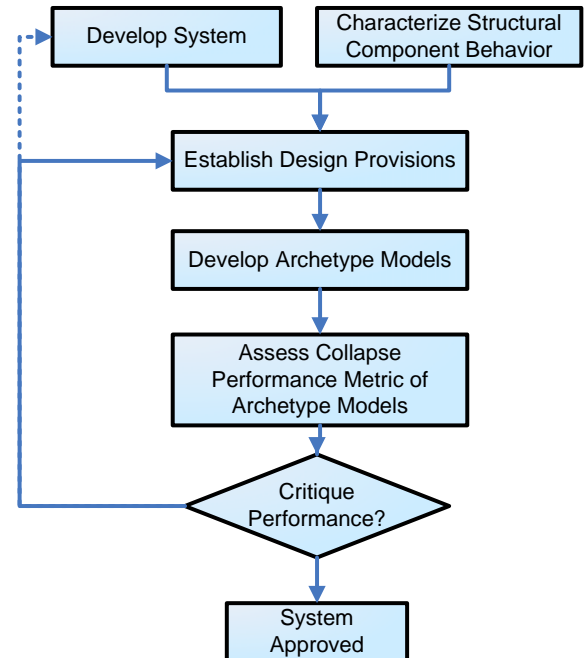 Develop System
Characterize Structural
Component Behavior
Establish Design Provisions
Develop Archetype Models
Assess Collapse
Performance Metric of
Archetype Models
Critique
Performance?
System
Approved